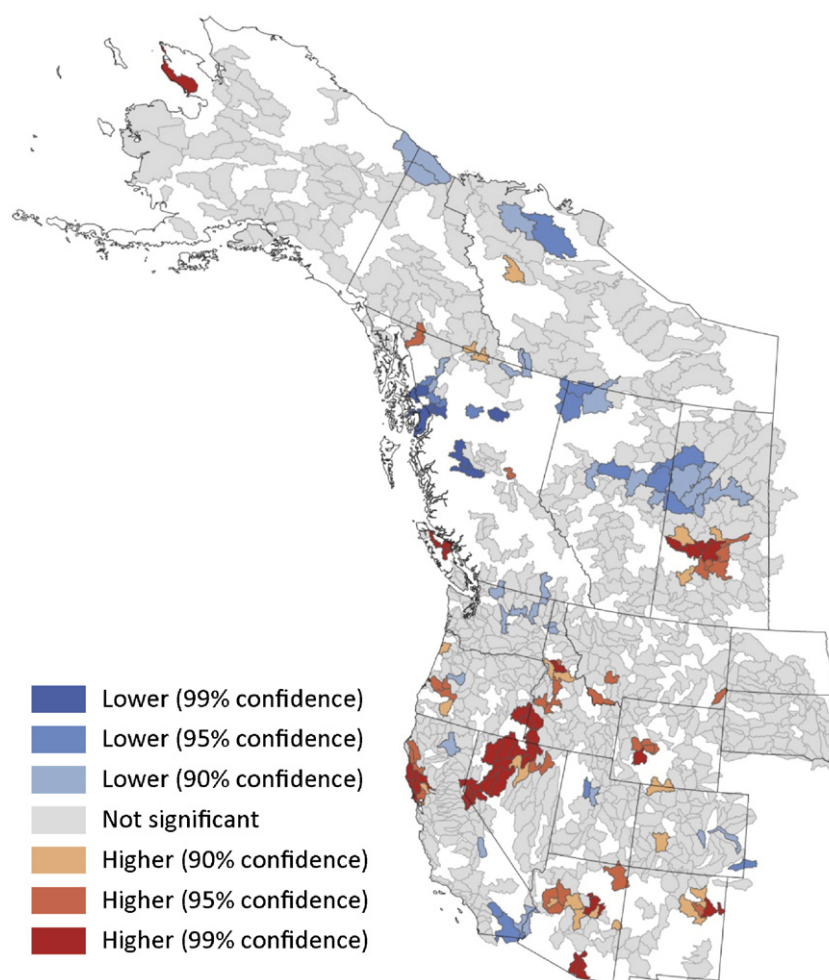 Lower (99% confidence)
Lower (95% confidence)
Lower (90% confidence)
Not significant
Higher (90% confidence)
Higher (95% confidence)
Higher (99% confidence)